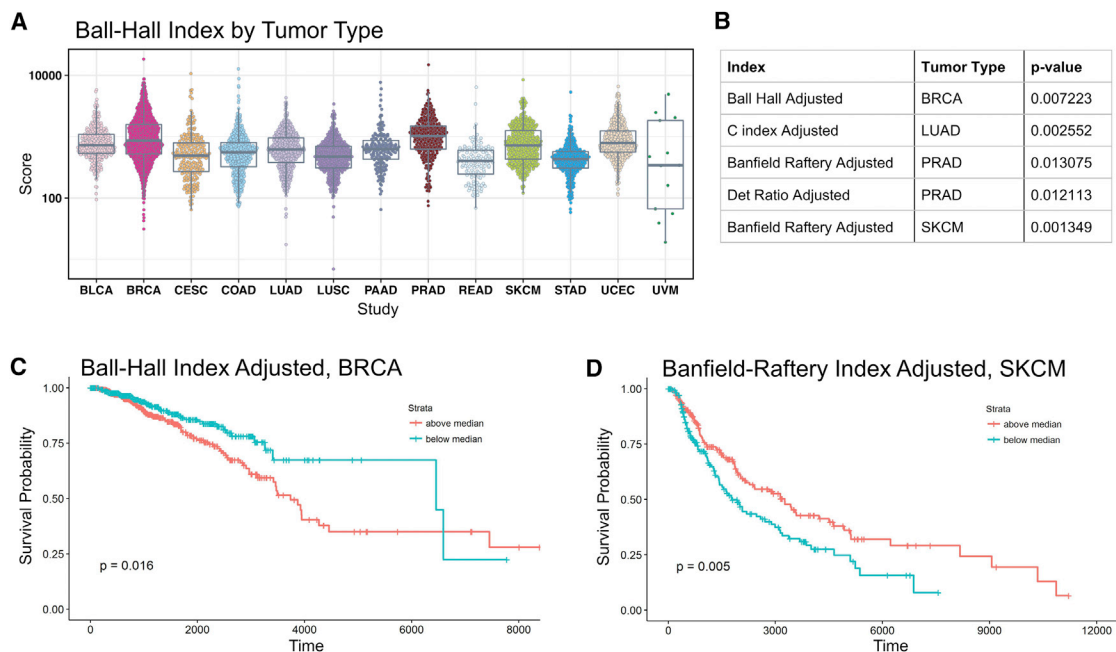 A
Ball-Hall Index by Tumor Type
10000
100
Score
BLCA BRCA CESC COAD LUAD LUSC PAAD PRAD READ SKCM STAD UCEC UVM
Study
B
Index Tumor Type p-value
Ball Hall Adjusted BRCA 0.007223
C index Adjusted LUAD 0.002552
Banfield Raftery Adjusted PRAD 0.013075
Det Ratio Adjusted PRAD 0.012113
Banfield Raftery Adjusted SKCM 0.001349
C
Ball-Hall Index Adjusted, BRCA
1.00
0.75
0.50
0.25
0.00
Survival Probability
Strata
above median
below median
p = 0.016
0 2000 4000 6000 8000
Time
D
Banfield-Raftery Index Adjusted, SKCM
1.00
0.75
0.50
0.25
0.00
Survival Probability
Strata
above median
below median
p = 0.005
0 3000 6000 9000 12000
Time